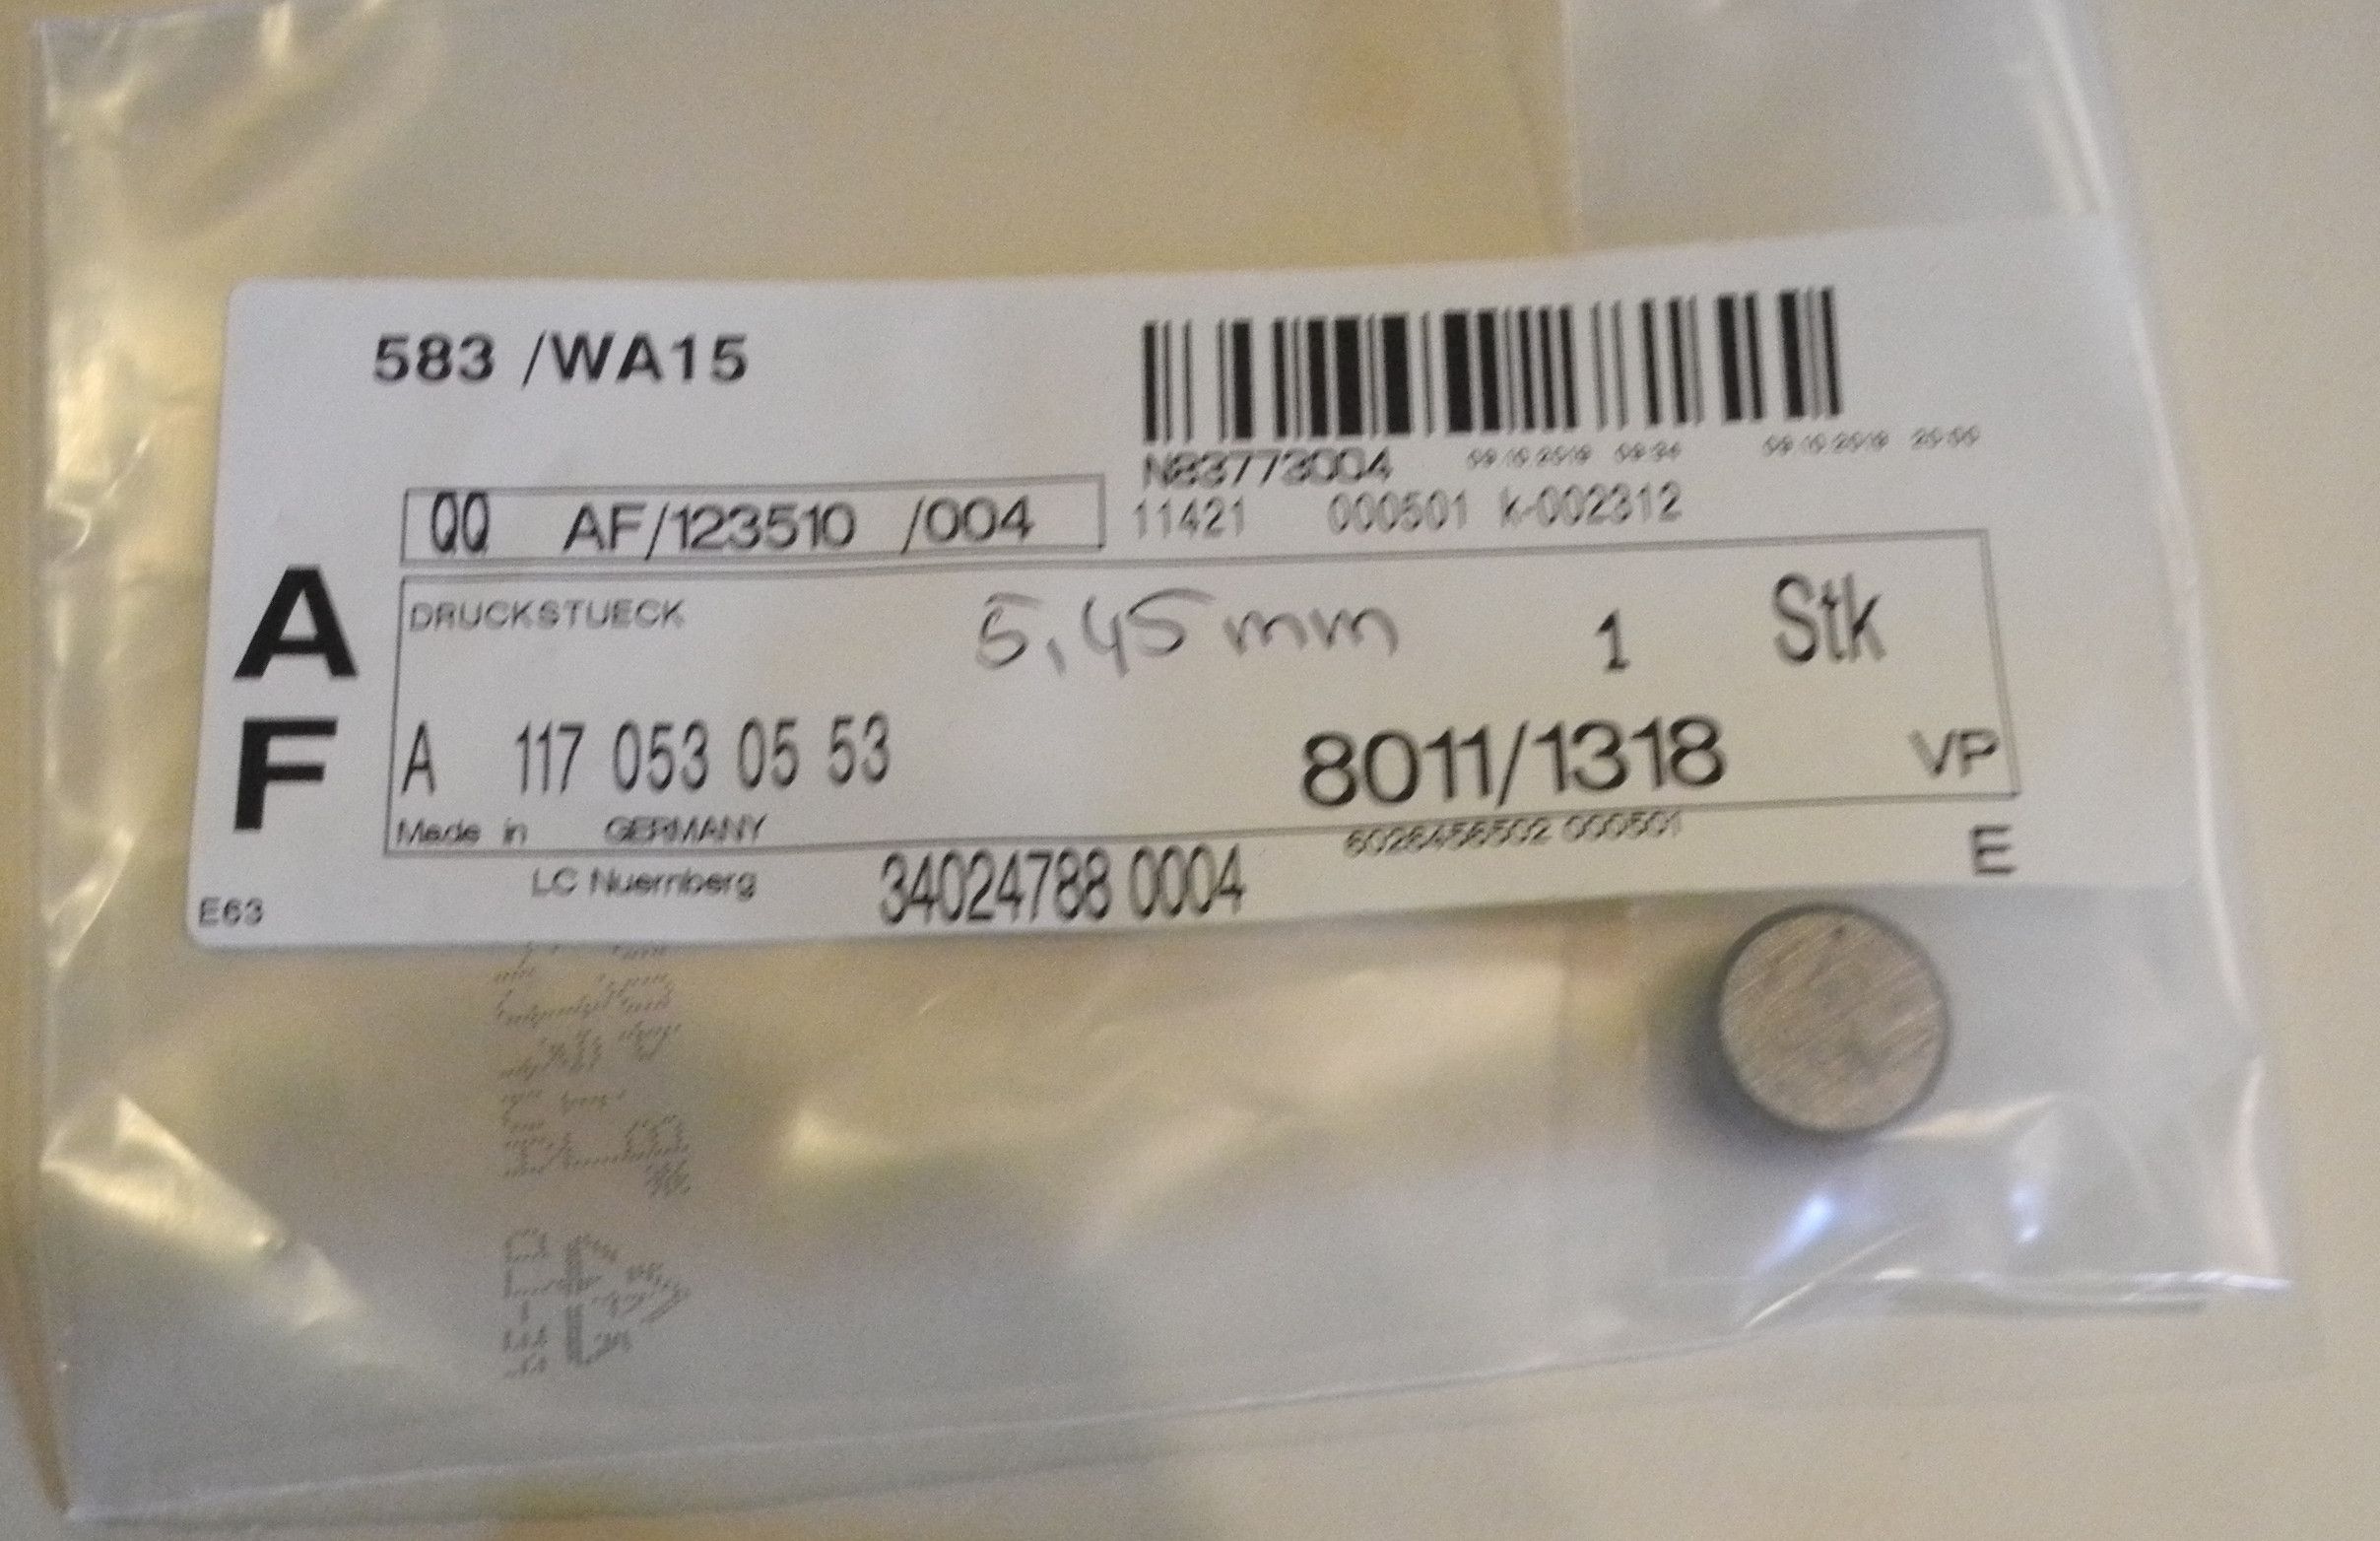 583 /WA15
N83773004
11421 000501 k-002312
QQ AF/123510 /004
A
F
DRUCKSTUECK 5,45 mm 1 Stk
A 117 053 05 53 8011/1318 VP
Made in GERMANY
LC Nuernberg 34024788 0004 E
E63